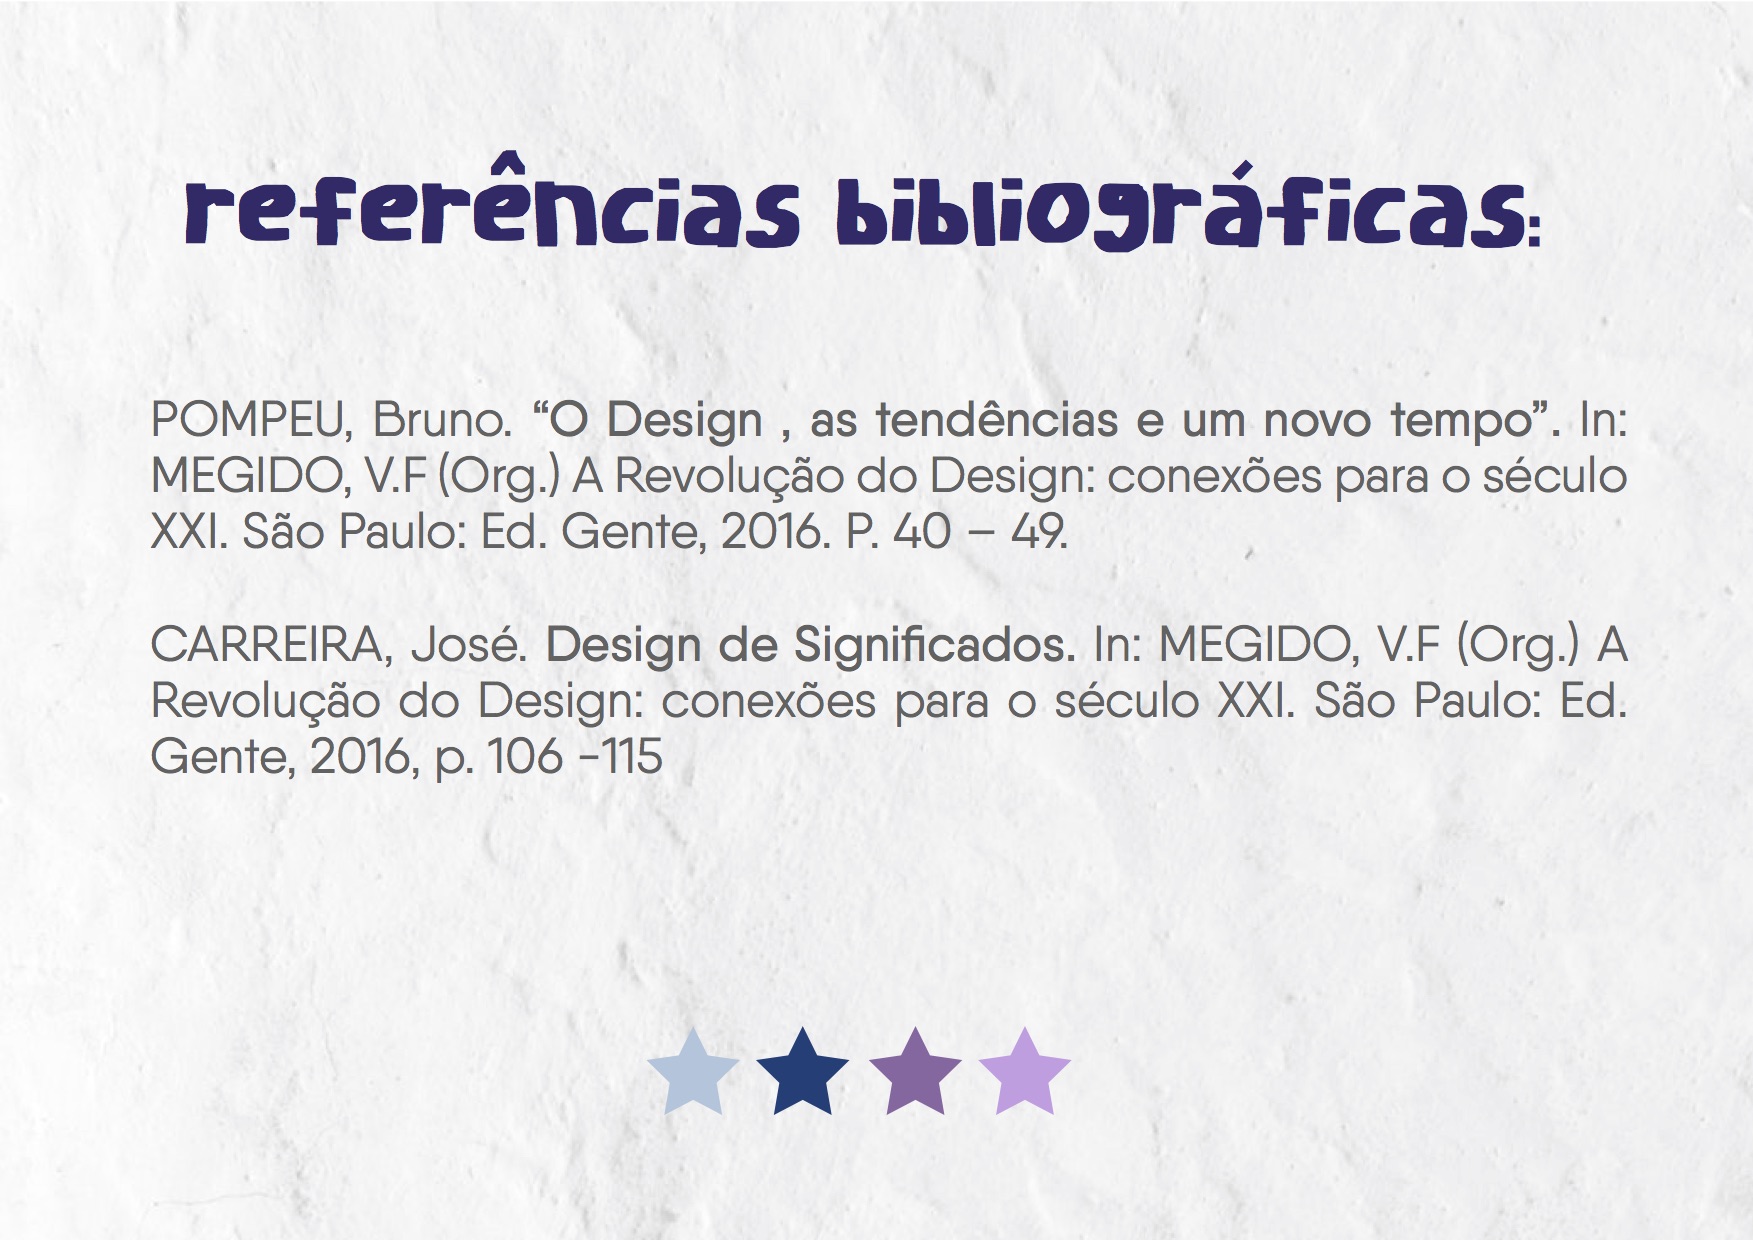 referências bibliográficas:
POMPEU, Bruno. “O Design , as tendências e um novo tempo”. In:
MEGIDO, V.F (Org.) A Revolução do Design: conexões para o século
XXI. São Paulo: Ed. Gente, 2016. P. 40 – 49.
CARREIRA, José. Design de Significados. In: MEGIDO, V.F (Org.) A
Revolução do Design: conexões para o século XXI. São Paulo: Ed.
Gente, 2016, p. 106 -115